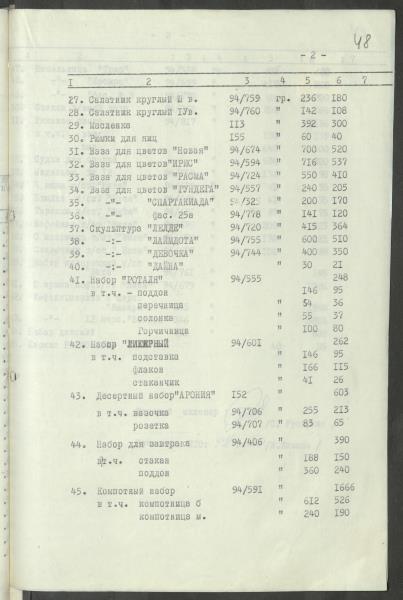 48
- 2 -
I 2 3 4 5 6 7
27. Салатник круглый Ш в. 94/759 гр. 236 180
28. Салатник круглый IУв. 94/760 " 142 108
29. Масленка II3 " 392 300
30. Рюмки для яиц I55 " 60 40
31. Ваза для цветов "Новая" 94/674 " 700 520
32. Ваза для цветов"ИРИС" 94/594 " 716 537
33. Ваза для цветов "РАСМА" 94/724 " 550 410
34. Ваза для цветов "ГУНДЕГА" 94/557 " 240 205
35. -"- "СПАРТАКИАДА" 94/325 " 200 170
36. -"- фас. 25а 94/778 " 141 120
37. Скульптура "ЛЕЛДЕ" 94/720 " 415 364
38. -:- "ЛАЙМДОТА" 94/755 " 600 510
39. -:- "ДЕВОЧКА" 94/744 " 400 350
40. -:- "ДАЙНА" " 30 21
41. Набор "РОТАЛЯ" 94/555 248
в т.ч. - поддон " 146 95
перечница " 54 36
солонка " 55 37
Горчичница " 100 80
42. Набор "ЛИКЕРНЫЙ 94/601 262
в т.ч. подставка " 146 95
флакон " 166 115
стаканчик " 41 26
43. Десертный набор"АРОНИЯ" I52 " 603
в т.ч. вазочка 94/706 " 255 213
розетка 94/707 " 83 65
44. Набор для завтрака 94/406 " 390
т.ч. стакан " 188 150
поддон " 360 240
45. Компотный набор 94/591 " 1666
в т.ч. компотница б " 612 526
компотница м. " 240 190